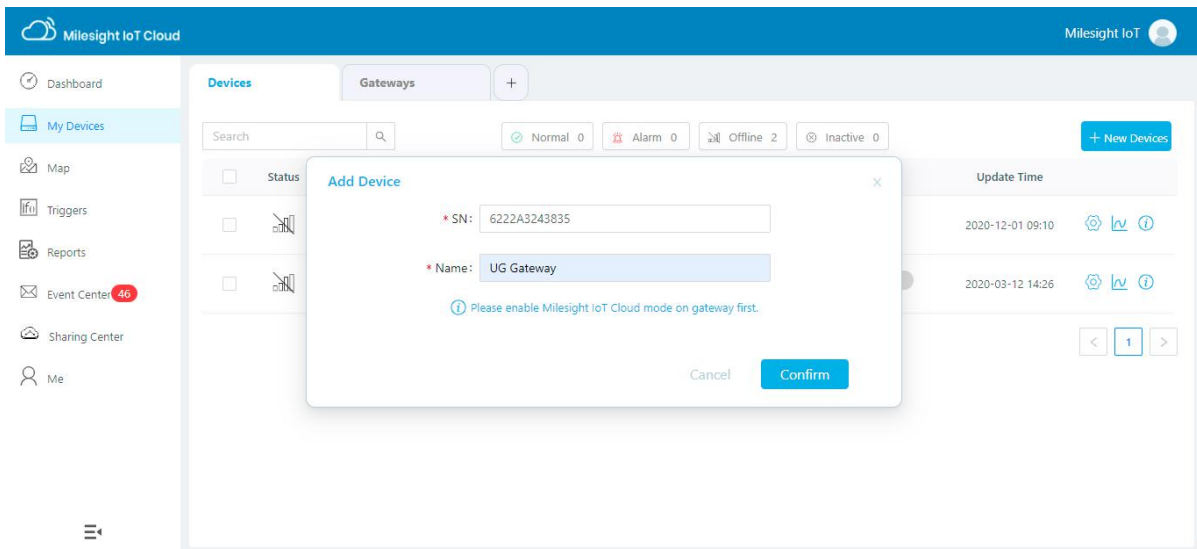 Milesight IoT Cloud
Milesight IoT
Dashboard
My Devices
Map
Triggers
Reports
Event Center 46
Sharing Center
Me
Devices
Gateways
+
Search
Normal 0
Alarm 0
Offline 2
Inactive 0
+ New Devices
Status
Update Time
2020-12-01 09:10
2020-03-12 14:26
< 1 >
Add Device
×
* SN: 6222A3243835
* Name: UG Gateway
Please enable Milesight IoT Cloud mode on gateway first.
Cancel
Confirm